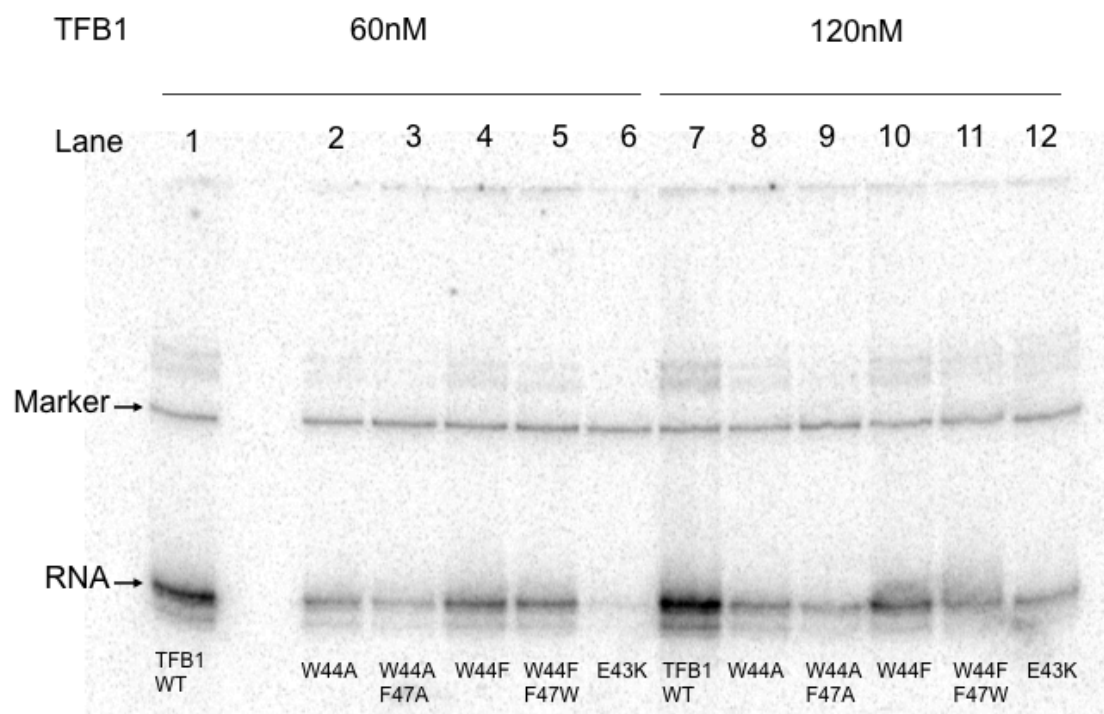 TFB1 60nM 120nM
Lane 1 2 3 4 5 6 7 8 9 10 11 12
Marker
RNA
TFB1 W44A W44A W44F W44F E43K TFB1 W44A W44A W44F W44F E43K
WT F47A F47W WT F47A F47W